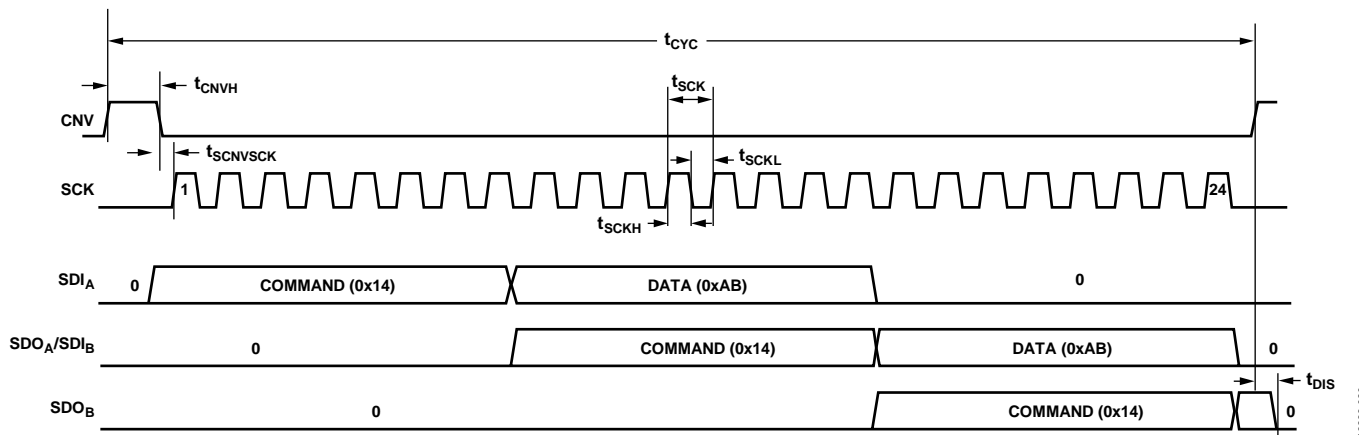 tCYC
tCNVH
tSCK
CNV
tSCNVSCK
tSCKL
SCK
1
24
tSCKH
SDIA
0
COMMAND (0x14)
DATA (0xAB)
0
SDOA/SDIB
0
COMMAND (0x14)
DATA (0xAB)
0
tDIS
SDOB
0
COMMAND (0x14)
0